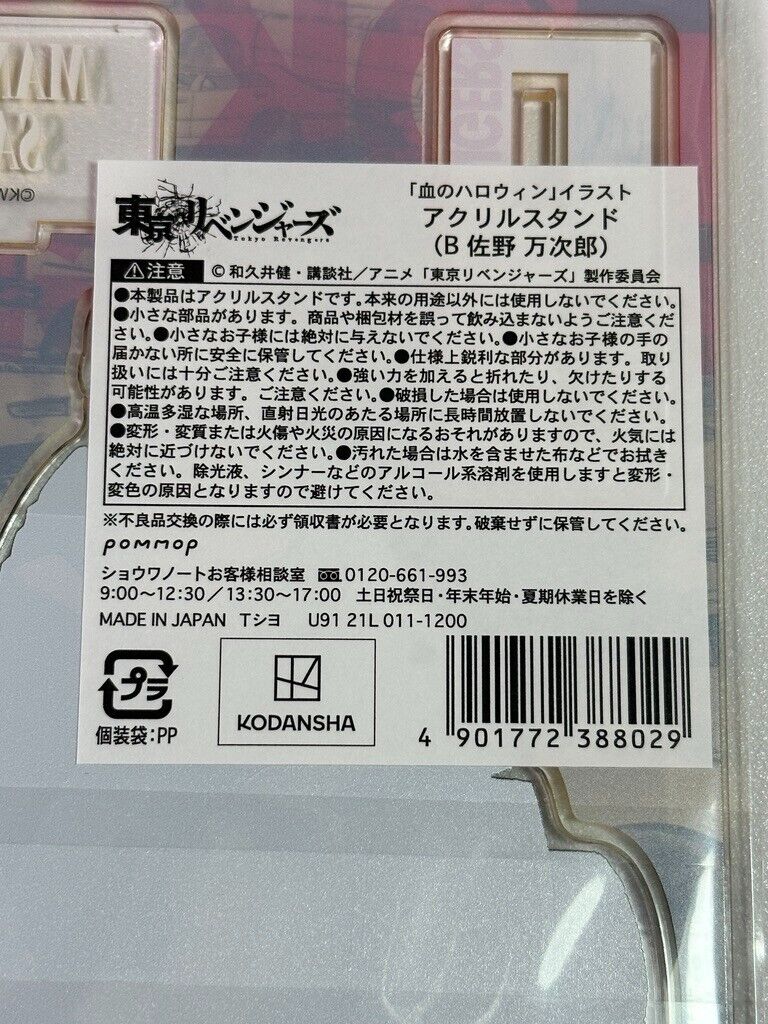 GERS
©KV
東京リベンジャーズ
Tokyo Revengers
「血のハロウィン」イラスト
アクリルスタンド
(B 佐野 万次郎)
⚠注意 © 和久井健・講談社/アニメ「東京リベンジャーズ」製作委員会
●本製品はアクリルスタンドです。本来の用途以外には使用しないでください。
●小さな部品があります。商品や梱包材を誤って飲み込まないようご注意くだ
さい。●小さなお子様には絶対に与えないでください。●小さなお子様の手の
届かない所に安全に保管してください。●仕様上鋭利な部分があります。取り
扱いには十分ご注意ください。●強い力を加えると折れたり、欠けたりする
可能性があります。ご注意ください。●破損した場合は使用しないでください。
●高温多湿な場所、直射日光のあたる場所に長時間放置しないでください。
●変形・変質または火傷や火災の原因になるおそれがありますので、火気には
絶対に近づけないでください。●汚れた場合は水を含ませた布などでお拭き
ください。除光液、シンナーなどのアルコール系溶剤を使用しますと変形・
変色の原因となりますので避けてください。
※不良品交換の際には必ず領収書が必要となります。破棄せずに保管してください。
pommop
ショウワノートお客様相談室 0120-661-993
9:00〜12:30/13:30〜17:00 土日祝祭日・年末年始・夏期休業日を除く
MADE IN JAPAN Tショ U91 21L 011-1200
プラ
個装袋:PP
KODANSHA
4 901772 388029